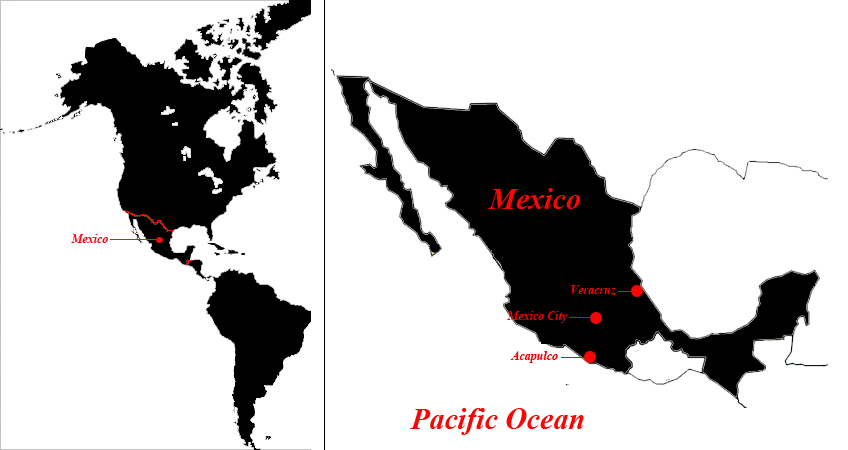 Mexico
Mexico
Veracruz
Mexico City
Acapulco
Pacific Ocean